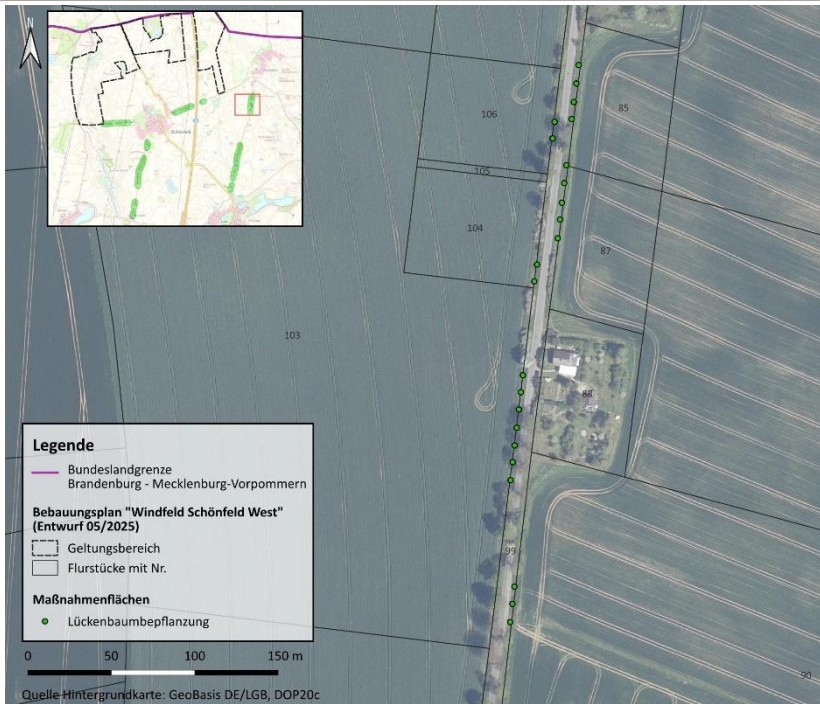 N
106
85
105
104
87
103
88
99
90
Legende
Bundeslandgrenze
Brandenburg - Mecklenburg-Vorpommern
Bebauungsplan "Windfeld Schönfeld West"
(Entwurf 05/2025)
Geltungsbereich
Flurstücke mit Nr.
Maßnahmenflächen
Lückenbaumbepflanzung
0 50 100 150 m
Quelle Hintergrundkarte: GeoBasis DE/LGB, DOP20c